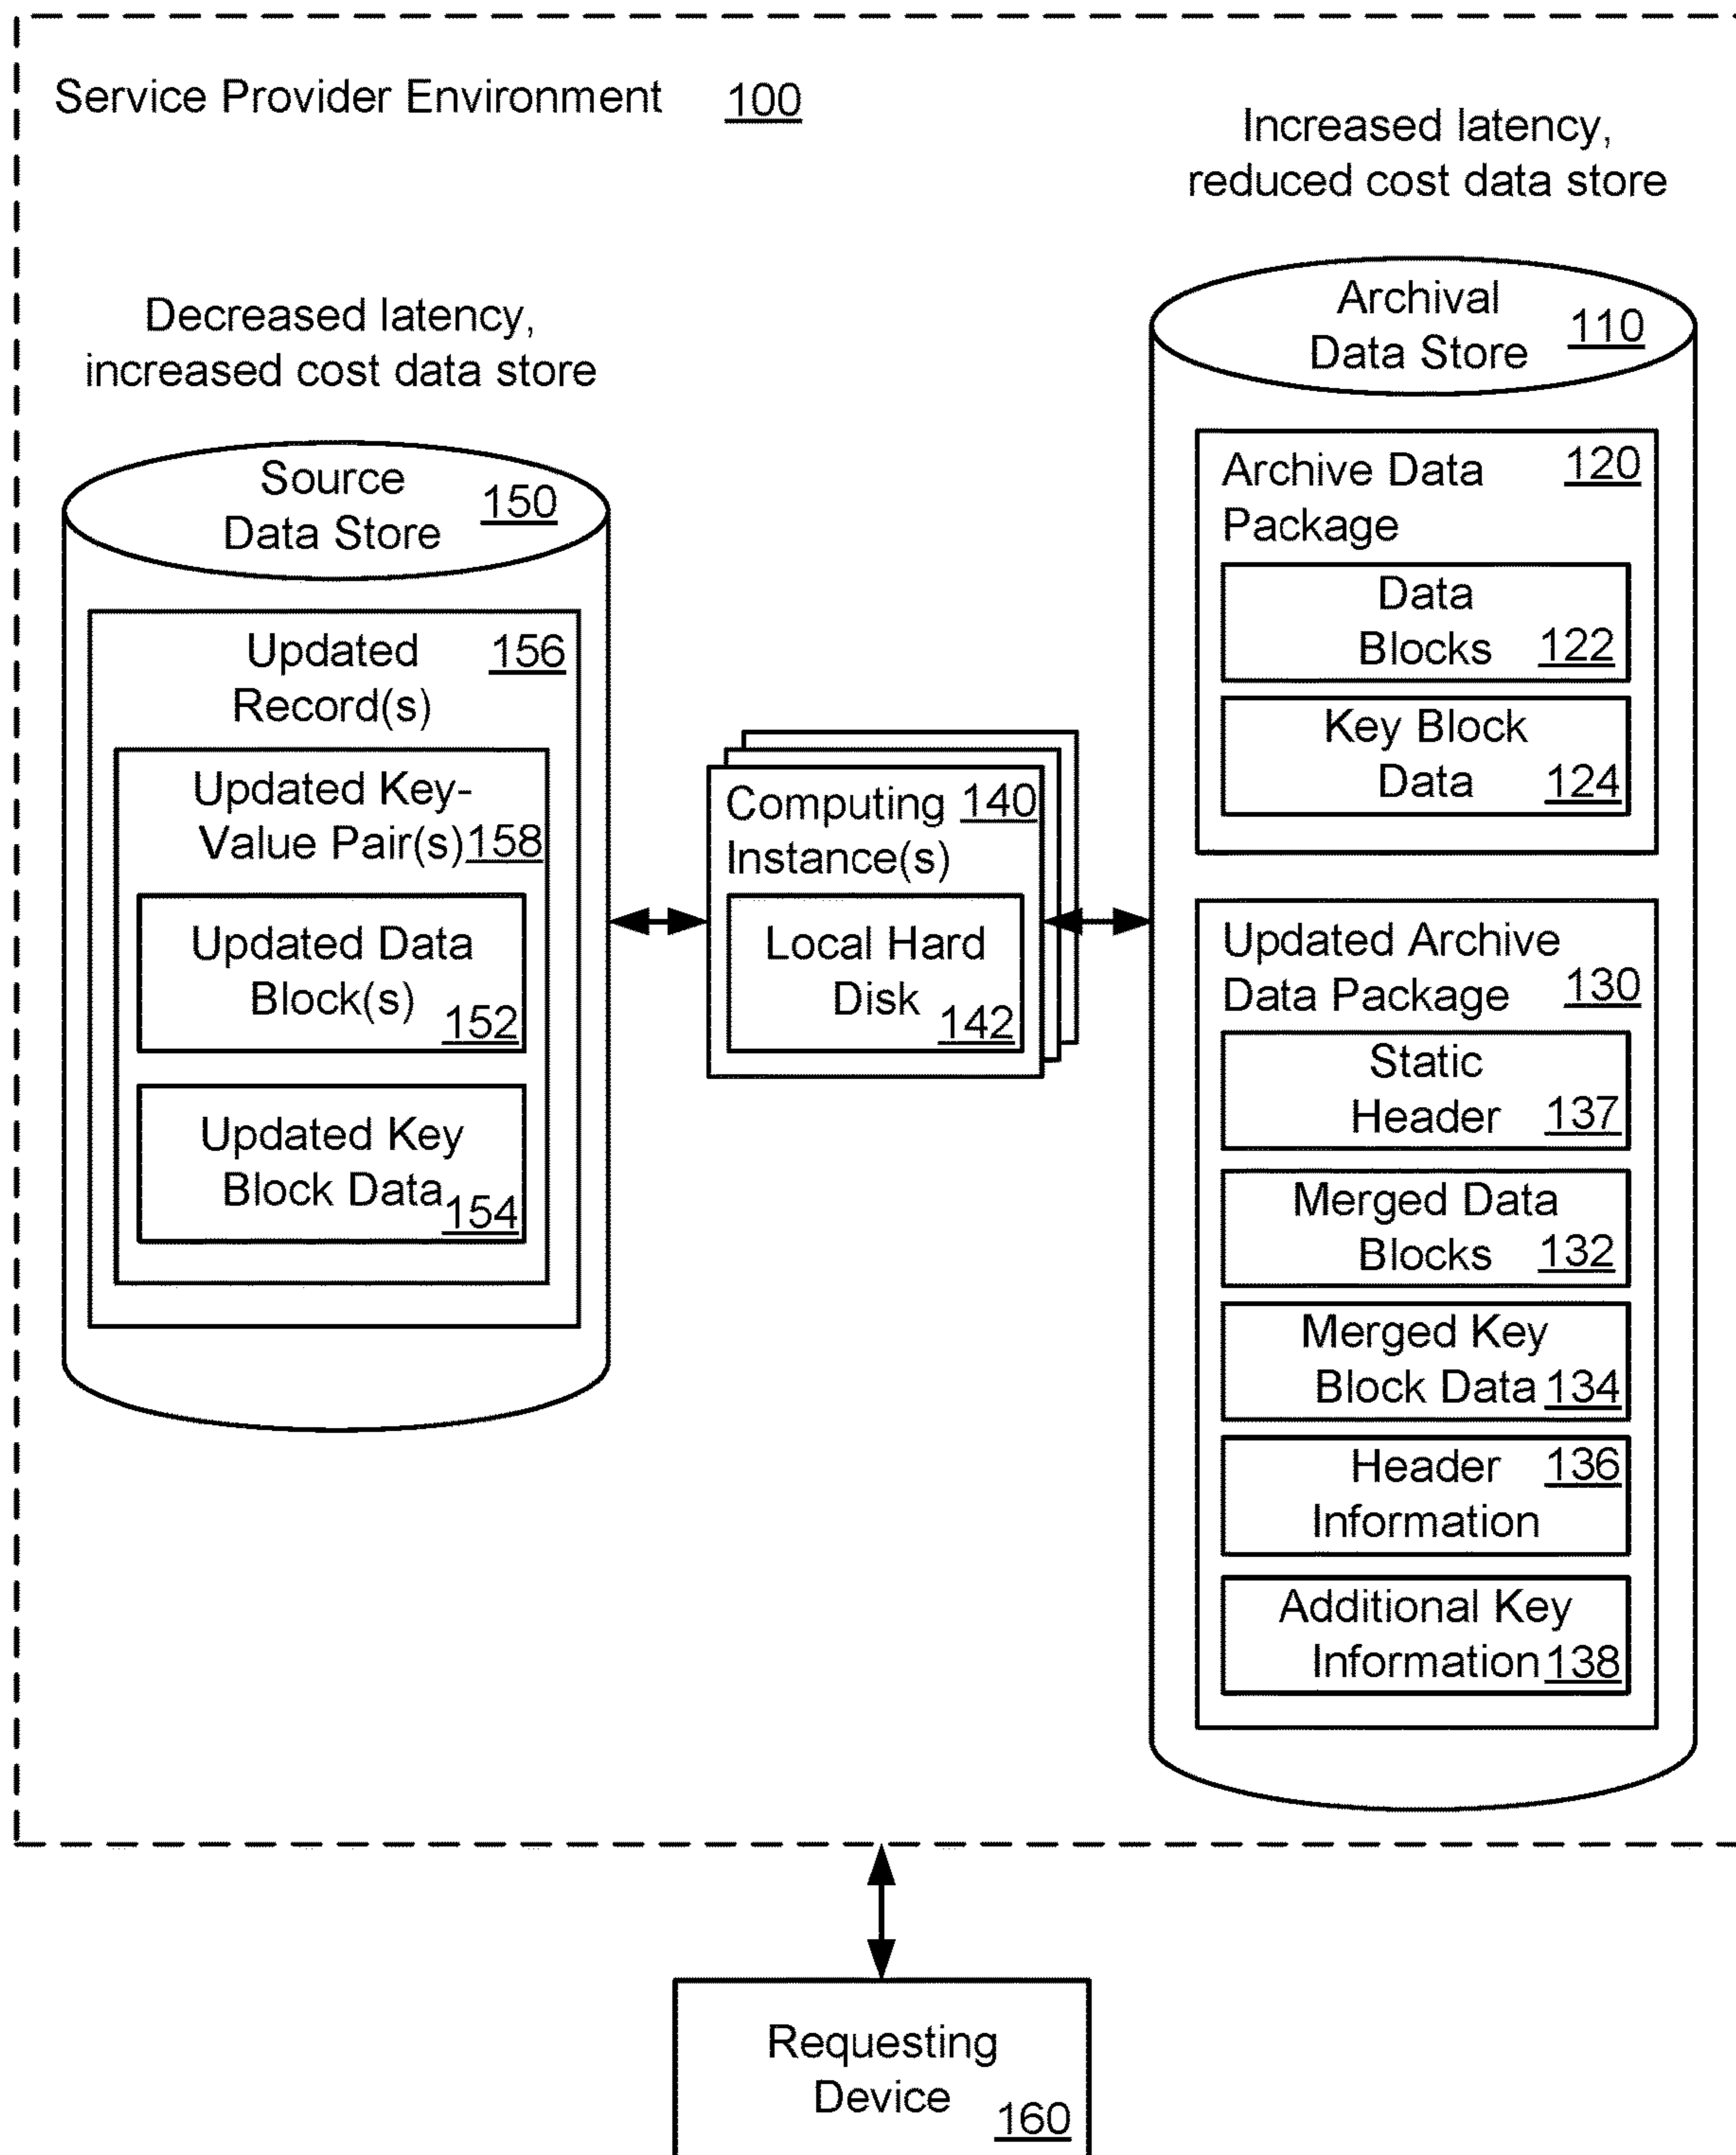 Service Provider Environment 100
Increased latency,
reduced cost data store
Decreased latency,
increased cost data store
Source
Data Store 150
Updated 156
Record(s)
Updated Key-
Value Pair(s) 158
Updated Data
Block(s) 152
Updated Key
Block Data 154
Computing 140
Instance(s)
Local Hard
Disk 142
Archival
Data Store 110
Archive Data 120
Package
Data
Blocks 122
Key Block
Data 124
Updated Archive
Data Package 130
Static
Header 137
Merged Data
Blocks 132
Merged Key
Block Data 134
Header 136
Information
Additional Key
Information 138
Requesting
Device 160